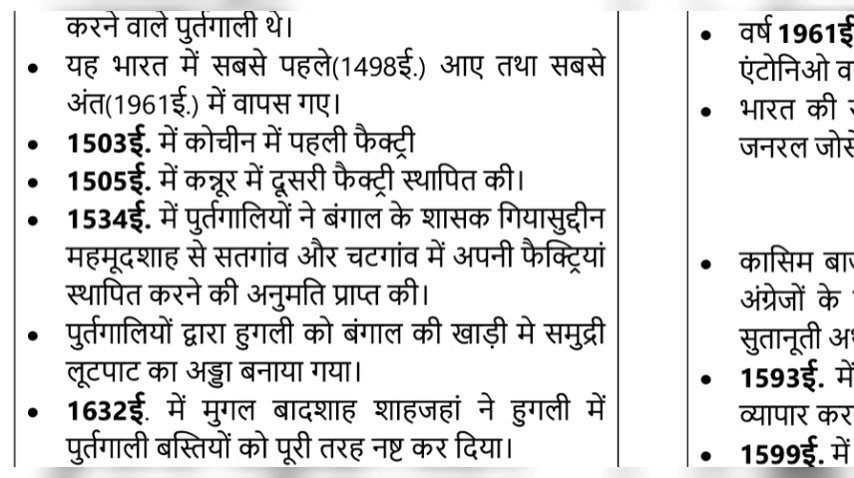 करने वाले पुर्तगाली थे।
• यह भारत में सबसे पहले(1498ई.) आए तथा सबसे
अंत(1961ई.) में वापस गए।
• 1503ई. में कोचीन में पहली फैक्ट्री
• 1505ई. में कन्नूर में दूसरी फैक्ट्री स्थापित की।
• 1534ई. में पुर्तगालियों ने बंगाल के शासक गियासुद्दीन
महमूदशाह से सतगांव और चटगांव में अपनी फैक्ट्रियां
स्थापित करने की अनुमति प्राप्त की।
• पुर्तगालियों द्वारा हुगली को बंगाल की खाड़ी मे समुद्री
लूटपाट का अड्डा बनाया गया।
• 1632ई. में मुगल बादशाह शाहजहां ने हुगली में
पुर्तगाली बस्तियों को पूरी तरह नष्ट कर दिया।
• वर्ष 1961ई
एंटोनिओ व
• भारत की
जनरल जोसे
• कासिम
अंग्रेजों के
सुतानूती
• 1593ई. में
व्यापार कर
• 1599ई. में